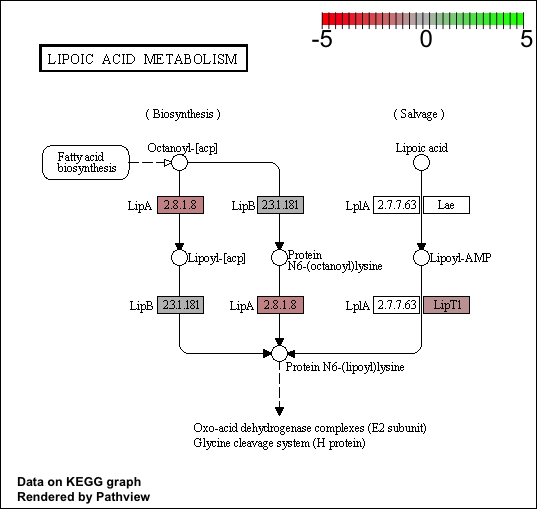 -5 0 5
LIPOIC ACID METABOLISM
( Biosynthesis ) ( Salvage )
Octanoyl-[acp] Lipoic acid
Fatty acid
biosynthesis
LipA 2.8.1.8 LipB 2.3.1.181 LplA 2.7.7.63 Lae
Lipoyl-[acp] Protein
N6-(octanoyl)lysine Lipoyl-AMP
LipB 2.3.1.181 LipA 2.8.1.8 LplA 2.7.7.63 LipT1
Protein N6-(lipoyl)lysine
Oxo-acid dehydrogenase complexes (E2 subunit)
Glycine cleavage system (H protein)
Data on KEGG graph
Rendered by Pathview